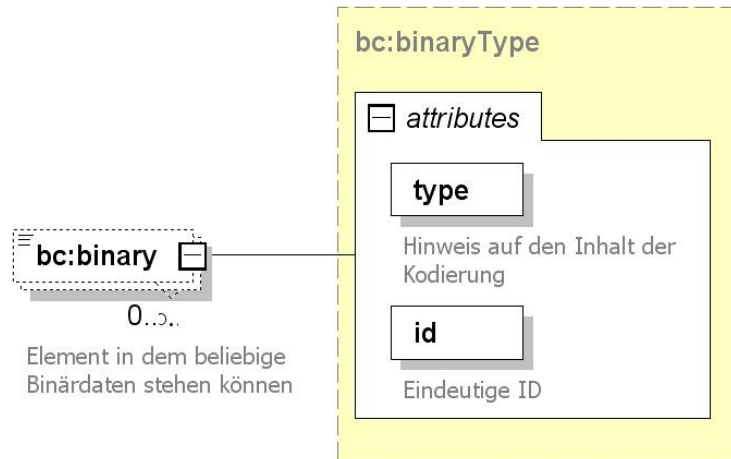 bc:binaryType
attributes
type
Hinweis auf den Inhalt der
Kodierung
bc:binary
id
Element in dem beliebige
Binärdaten stehen können
Eindeutige ID